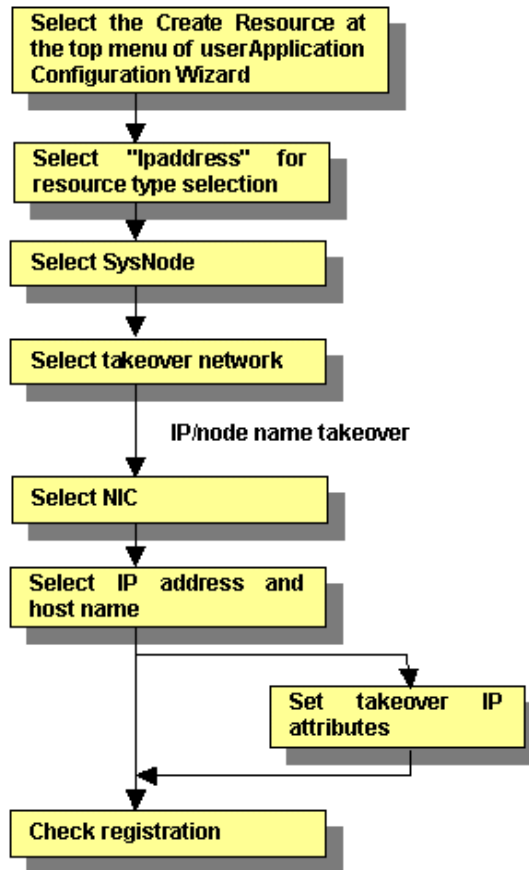 Select the Create Resource at
the top menu of userApplication
Configuration Wizard
Select "Ipaddress" for
resource type selection
Select SysNode
Select takeover network
IP/node name takeover
Select NIC
Select IP address and
host name
Set takeover IP
attributes
Check registration